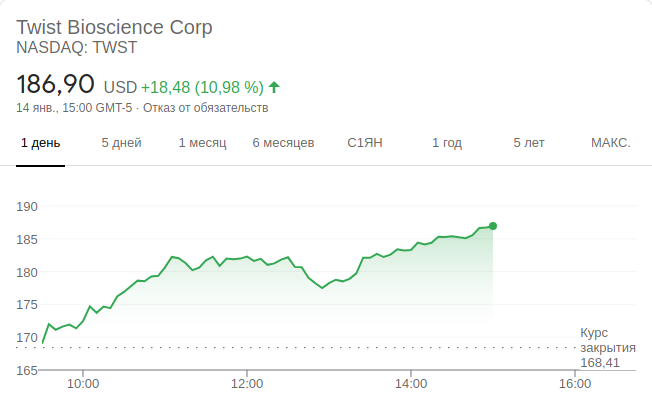 Twist Bioscience Corp
NASDAQ: TWST
186,90 USD +18,48 (10,98 %)
14 янв., 15:00 GMT-5 · Отказ от обязательств
1 день 5 дней 1 месяц 6 месяцев С1ЯН 1 год 5 лет МАКС.
190
185
180
175
170
165
Курс
закрытия
168,41
10:00 12:00 14:00 16:00